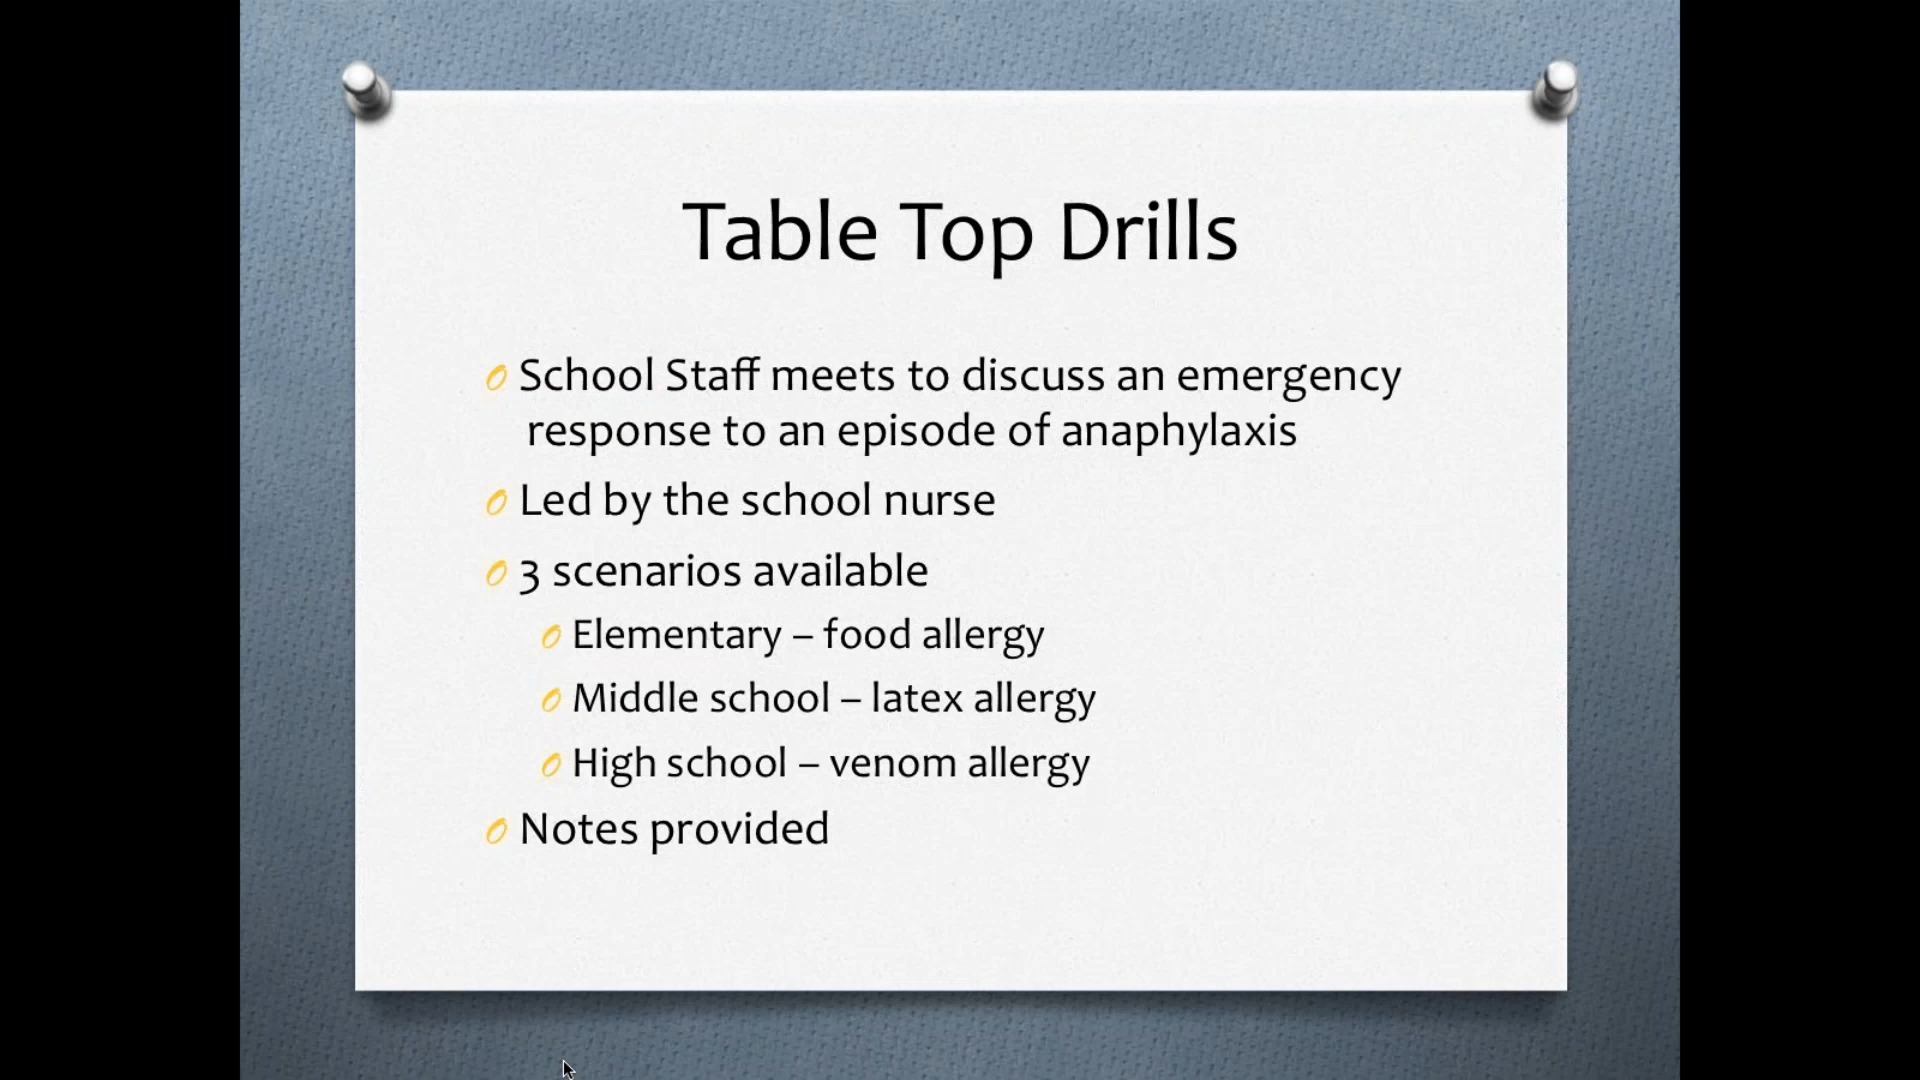 Table Top Drills
School Staff meets to discuss an emergency
response to an episode of anaphylaxis
Led by the school nurse
3 scenarios available
Elementary – food allergy
Middle school – latex allergy
High school – venom allergy
Notes provided